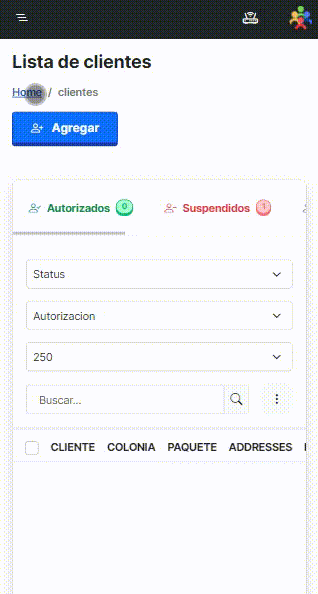 Lista de clientes
Home / clientes
Agregar
Autorizados 0 Suspendidos 1
Status
Autorizacion
250
Buscar...
CLIENTE COLONIA PAQUETE ADDRESSES